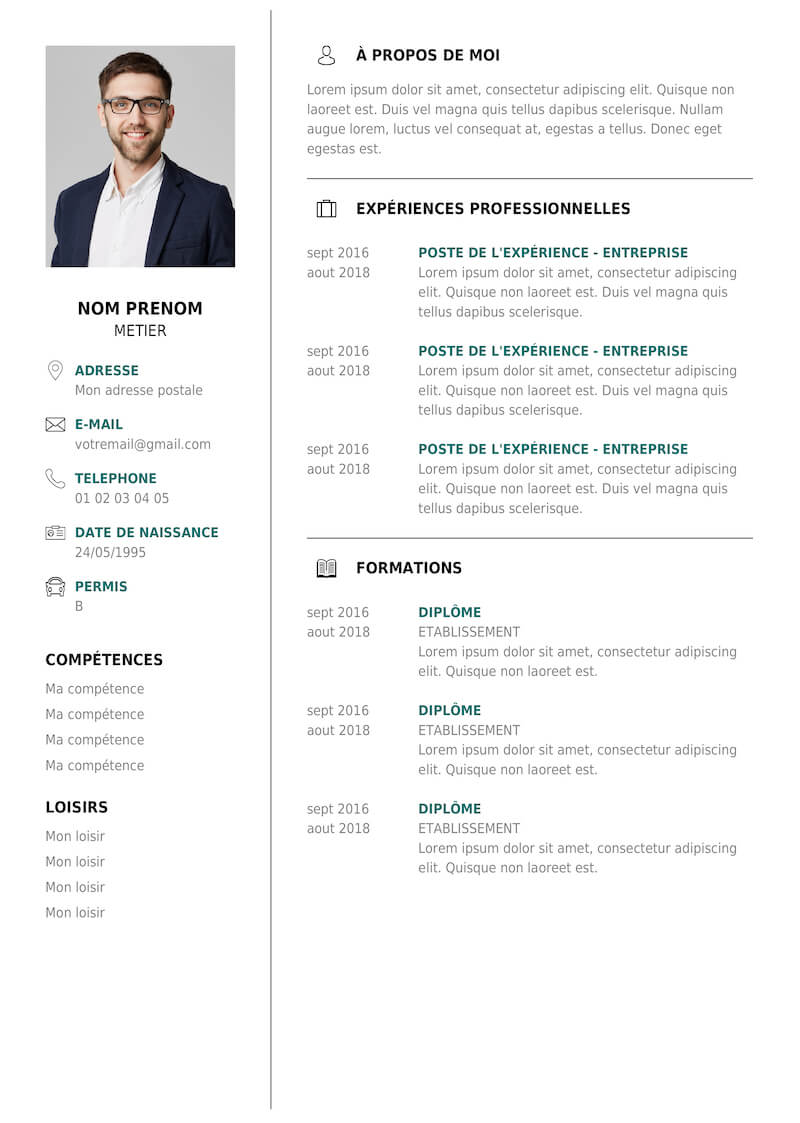 NOM PRENOM
METIER
ADRESSE
Mon adresse postale
E-MAIL
votremail@gmail.com
TELEPHONE
01 02 03 04 05
DATE DE NAISSANCE
24/05/1995
PERMIS
B
COMPÉTENCES
Ma compétence
Ma compétence
Ma compétence
Ma compétence
LOISIRS
Mon loisir
Mon loisir
Mon loisir
Mon loisir
À PROPOS DE MOI
Lorem ipsum dolor sit amet, consectetur adipiscing elit. Quisque non
laoreet est. Duis vel magna quis tellus dapibus scelerisque. Nullam
augue lorem, luctus vel consequat at, egestas a tellus. Donec eget
egestas est.
EXPÉRIENCES PROFESSIONNELLES
sept 2016
aout 2018
POSTE DE L'EXPÉRIENCE - ENTREPRISE
Lorem ipsum dolor sit amet, consectetur adipiscing
elit. Quisque non laoreet est. Duis vel magna quis
tellus dapibus scelerisque.
sept 2016
aout 2018
POSTE DE L'EXPÉRIENCE - ENTREPRISE
Lorem ipsum dolor sit amet, consectetur adipiscing
elit. Quisque non laoreet est. Duis vel magna quis
tellus dapibus scelerisque.
sept 2016
aout 2018
POSTE DE L'EXPÉRIENCE - ENTREPRISE
Lorem ipsum dolor sit amet, consectetur adipiscing
elit. Quisque non laoreet est. Duis vel magna quis
tellus dapibus scelerisque.
FORMATIONS
sept 2016
aout 2018
DIPLÔME
ETABLISSEMENT
Lorem ipsum dolor sit amet, consectetur adipiscing
elit. Quisque non laoreet est.
sept 2016
aout 2018
DIPLÔME
ETABLISSEMENT
Lorem ipsum dolor sit amet, consectetur adipiscing
elit. Quisque non laoreet est.
sept 2016
aout 2018
DIPLÔME
ETABLISSEMENT
Lorem ipsum dolor sit amet, consectetur adipiscing
elit. Quisque non laoreet est.